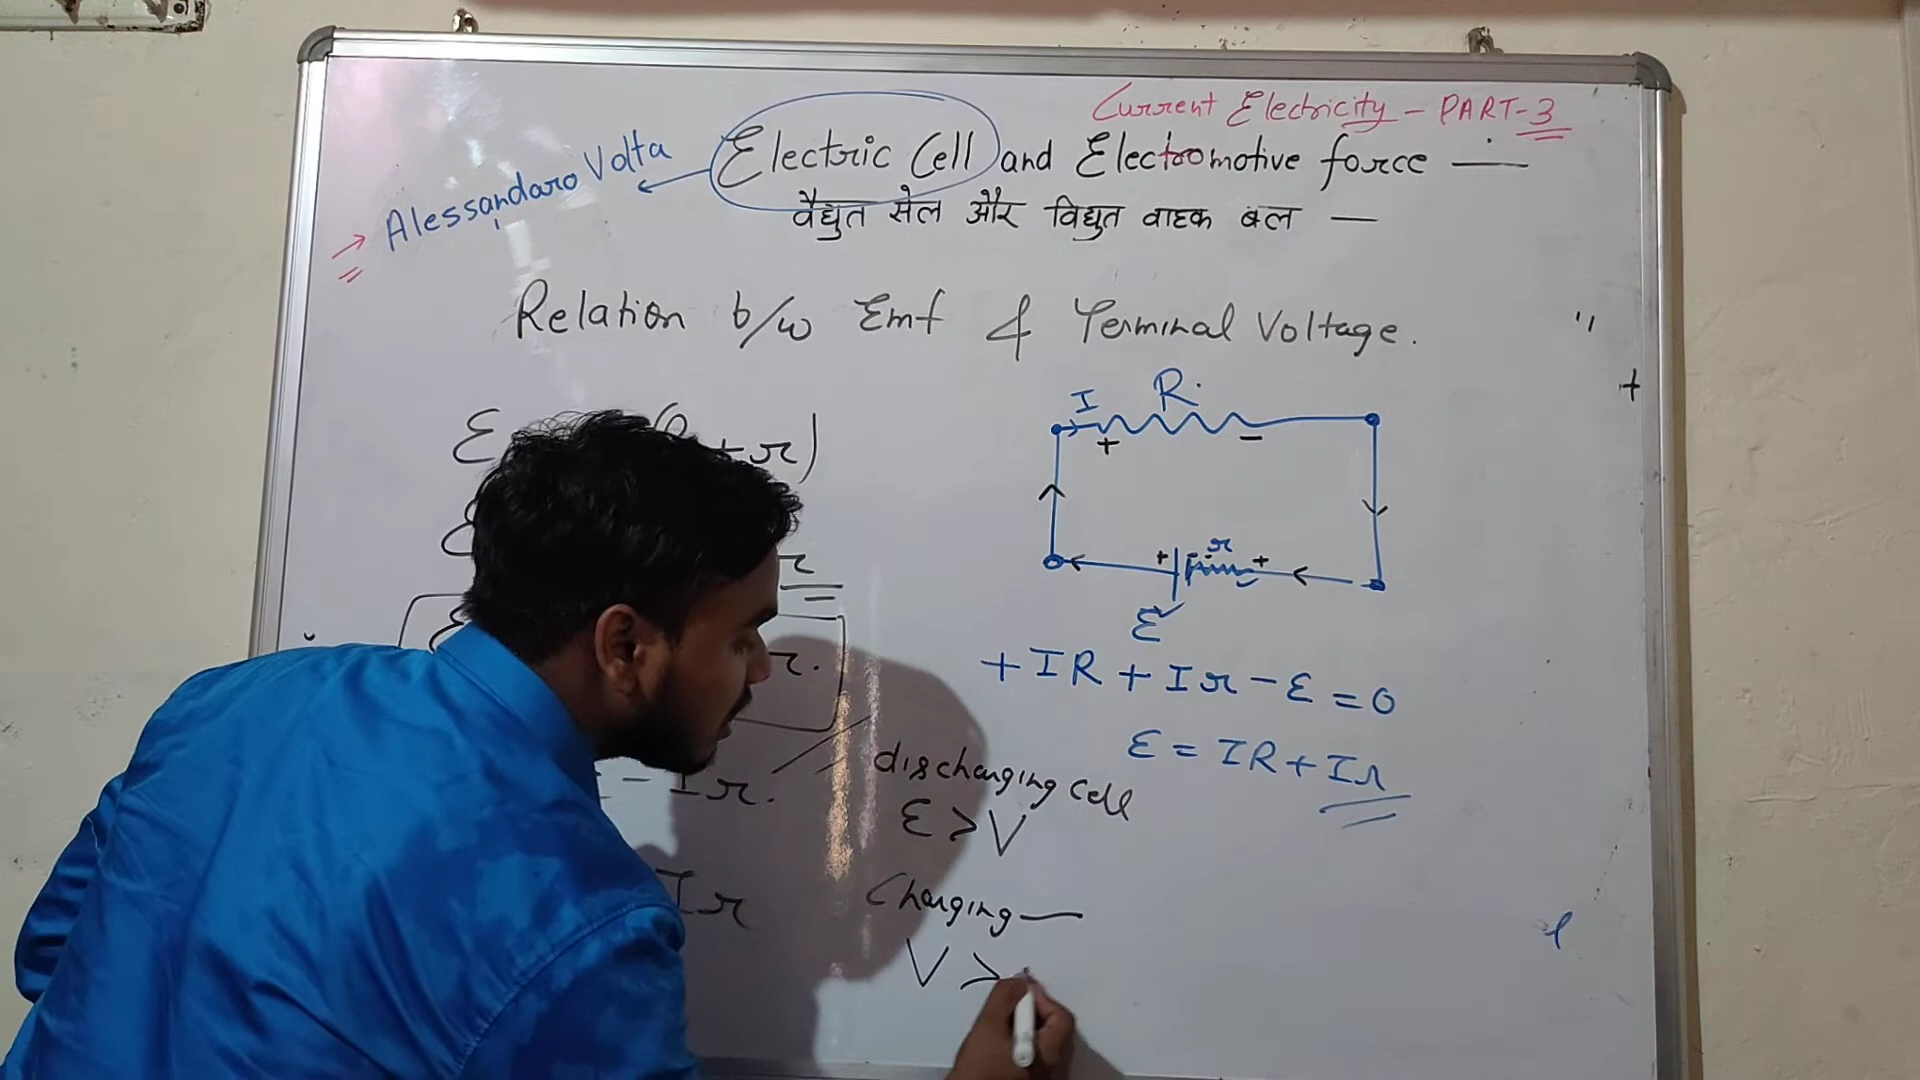 Current Electricity - PART-3
Electric Cell and Electromotive force —
Alessandaro Volta
वैद्युत सेल और विद्युत वाहक बल —
Relation b/w Emf & Terminal Voltage.
I R.
+ -
+ r +
ε
+IR + Ir - ε = 0
ε = IR + Ir
ε +r)
ε r
ε r.
- Ir.
discharging cell
ε > V
Ir
Charging —
V >